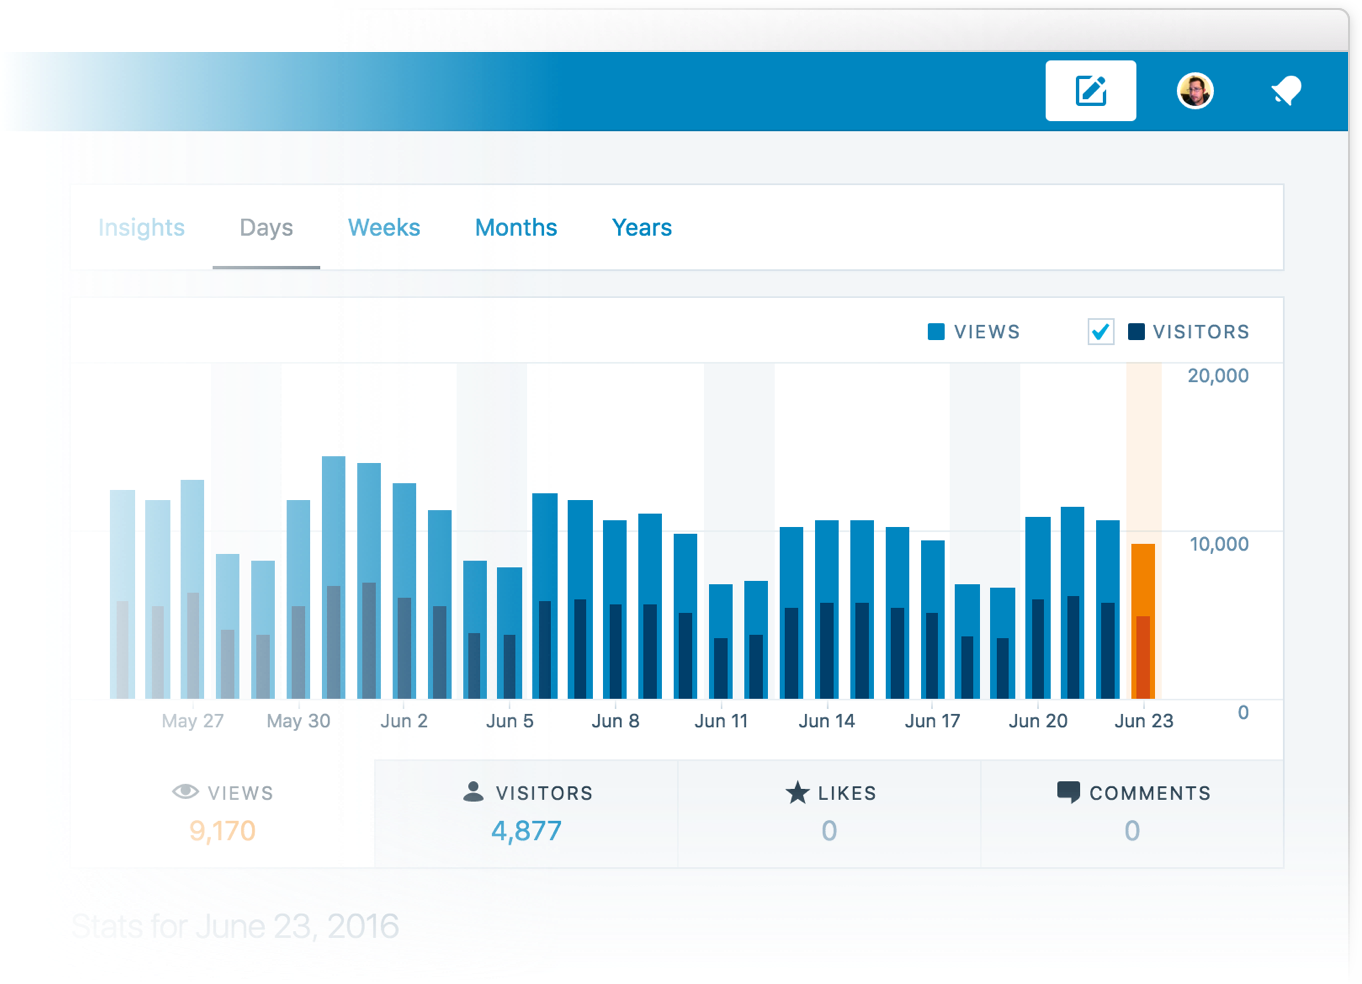 Insights Days Weeks Months Years
VIEWS VISITORS
20,000
10,000
0
May 27 May 30 Jun 2 Jun 5 Jun 8 Jun 11 Jun 14 Jun 17 Jun 20 Jun 23
VIEWS VISITORS LIKES COMMENTS
9,170 4,877 0 0
Stats for June 23, 2016